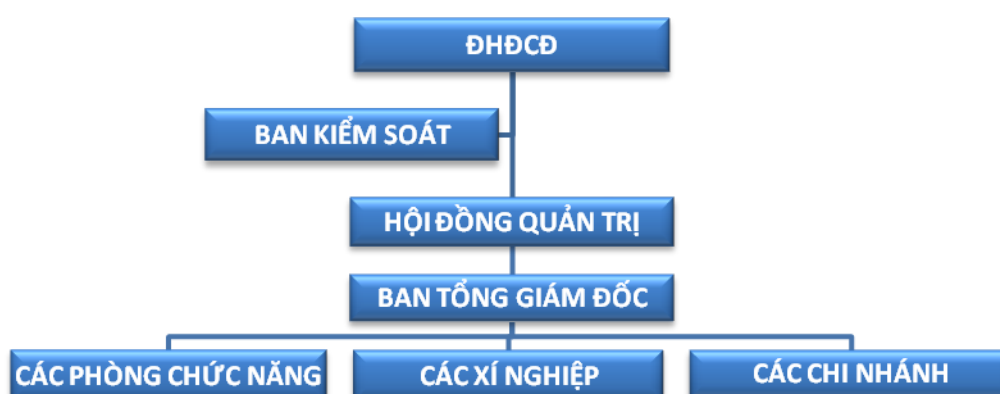 ĐHĐCĐ
BAN KIỂM SOÁT
HỘI ĐỒNG QUẢN TRỊ
BAN TỔNG GIÁM ĐỐC
CÁC PHÒNG CHỨC NĂNG
CÁC XÍ NGHIỆP
CÁC CHI NHÁNH